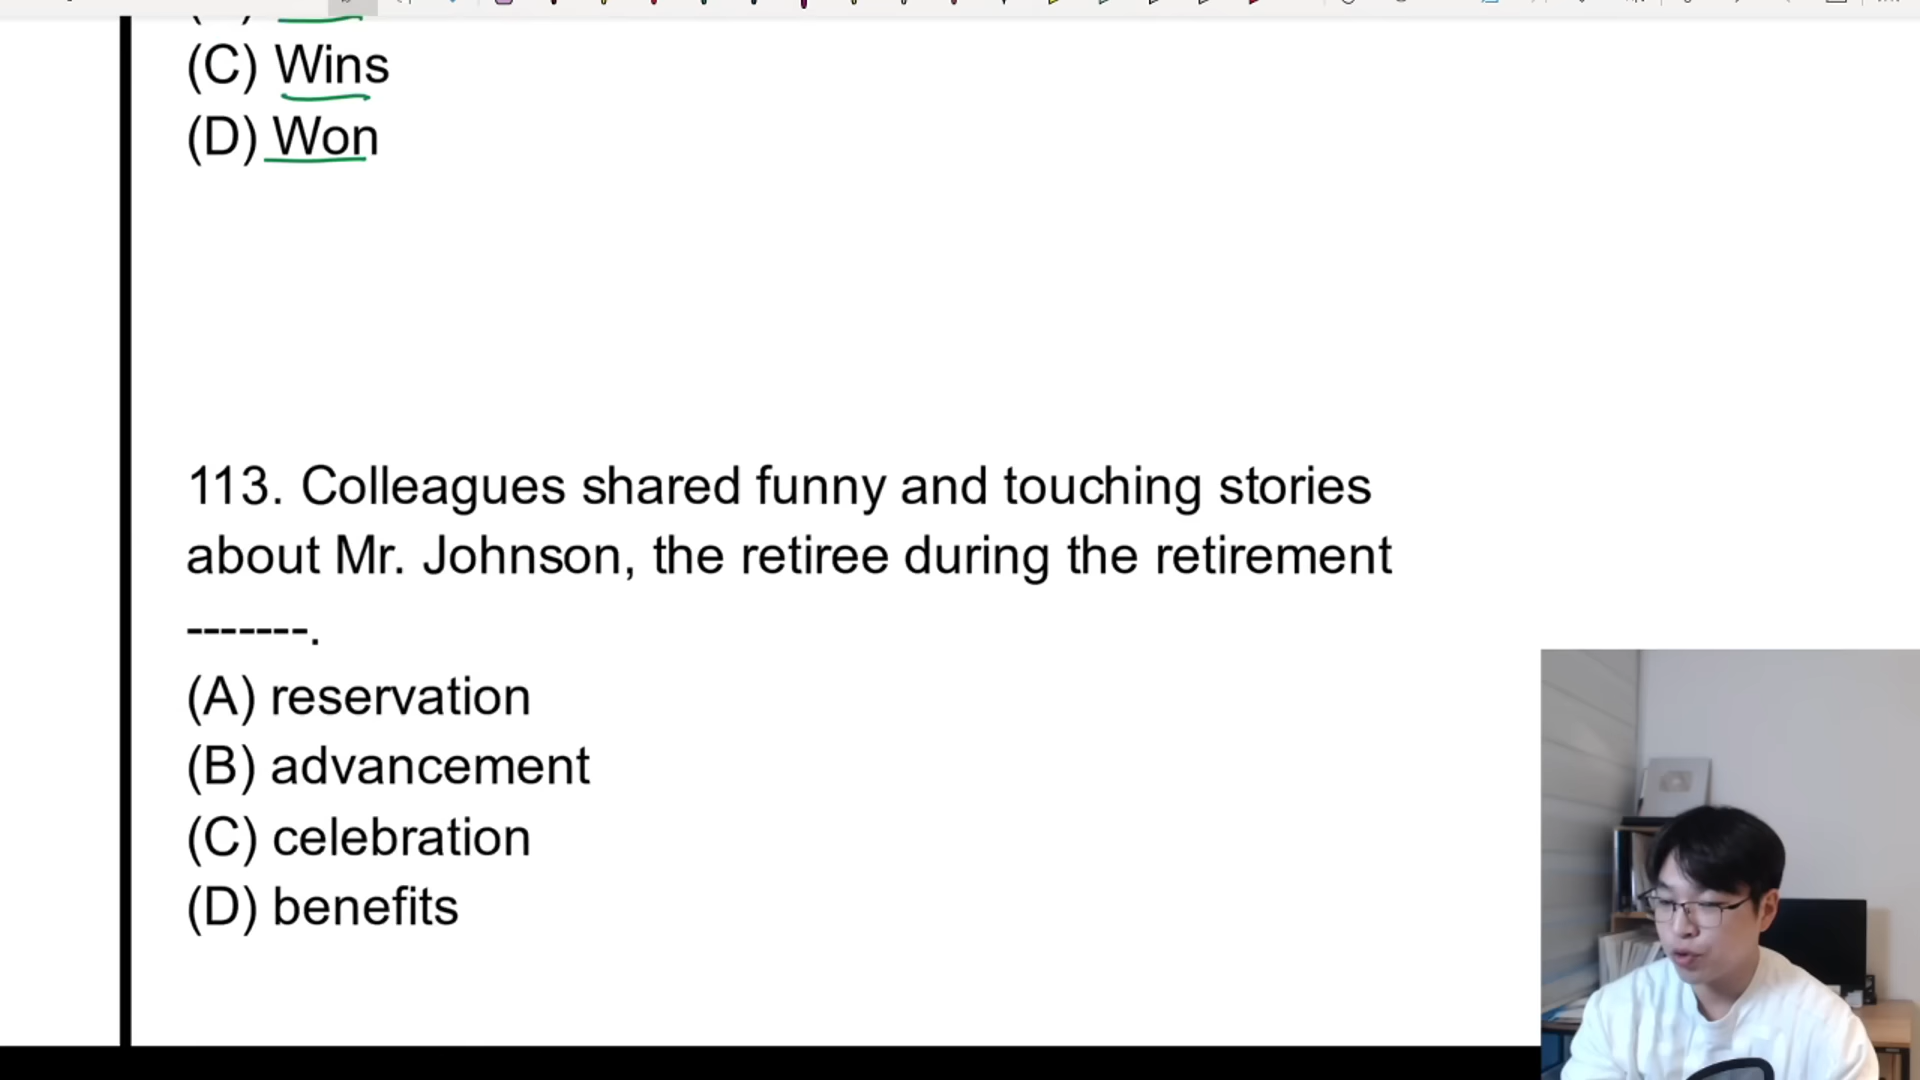 (C) Wins
(D) Won
113. Colleagues shared funny and touching stories
about Mr. Johnson, the retiree during the retirement
-------.
(A) reservation
(B) advancement
(C) celebration
(D) benefits